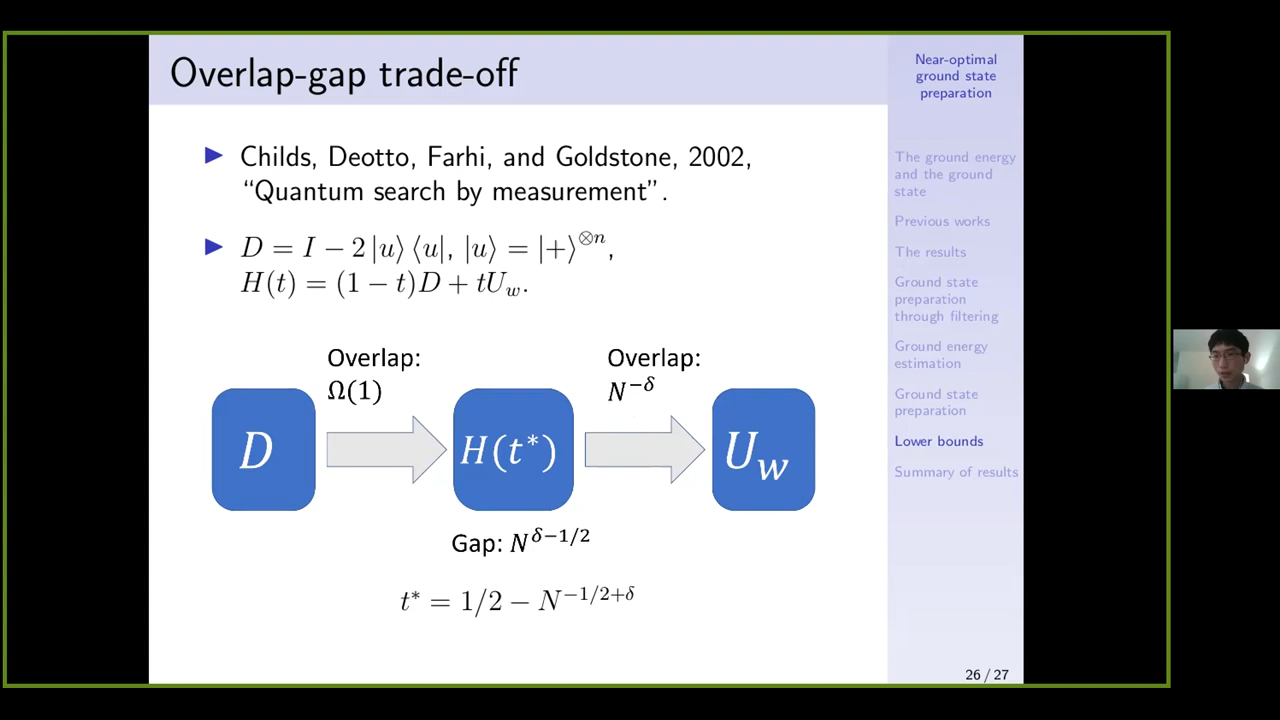 Overlap-gap trade-off
▶ Childs, Deotto, Farhi, and Goldstone, 2002,
“Quantum search by measurement”.
▶ D = I − 2 |u⟩ ⟨u|, |u⟩ = |+⟩^{⊗n},
H(t) = (1 − t)D + tU_w.
Overlap:
Ω(1)
Overlap:
N^{−δ}
D
H(t*)
U_w
Gap: N^{δ−1/2}
t* = 1/2 − N^{−1/2+δ}
Near-optimal
ground state
preparation
The ground energy
and the ground
state
Previous works
The results
Ground state
preparation
through filtering
Ground energy
estimation
Ground state
preparation
Lower bounds
Summary of results
26 / 27